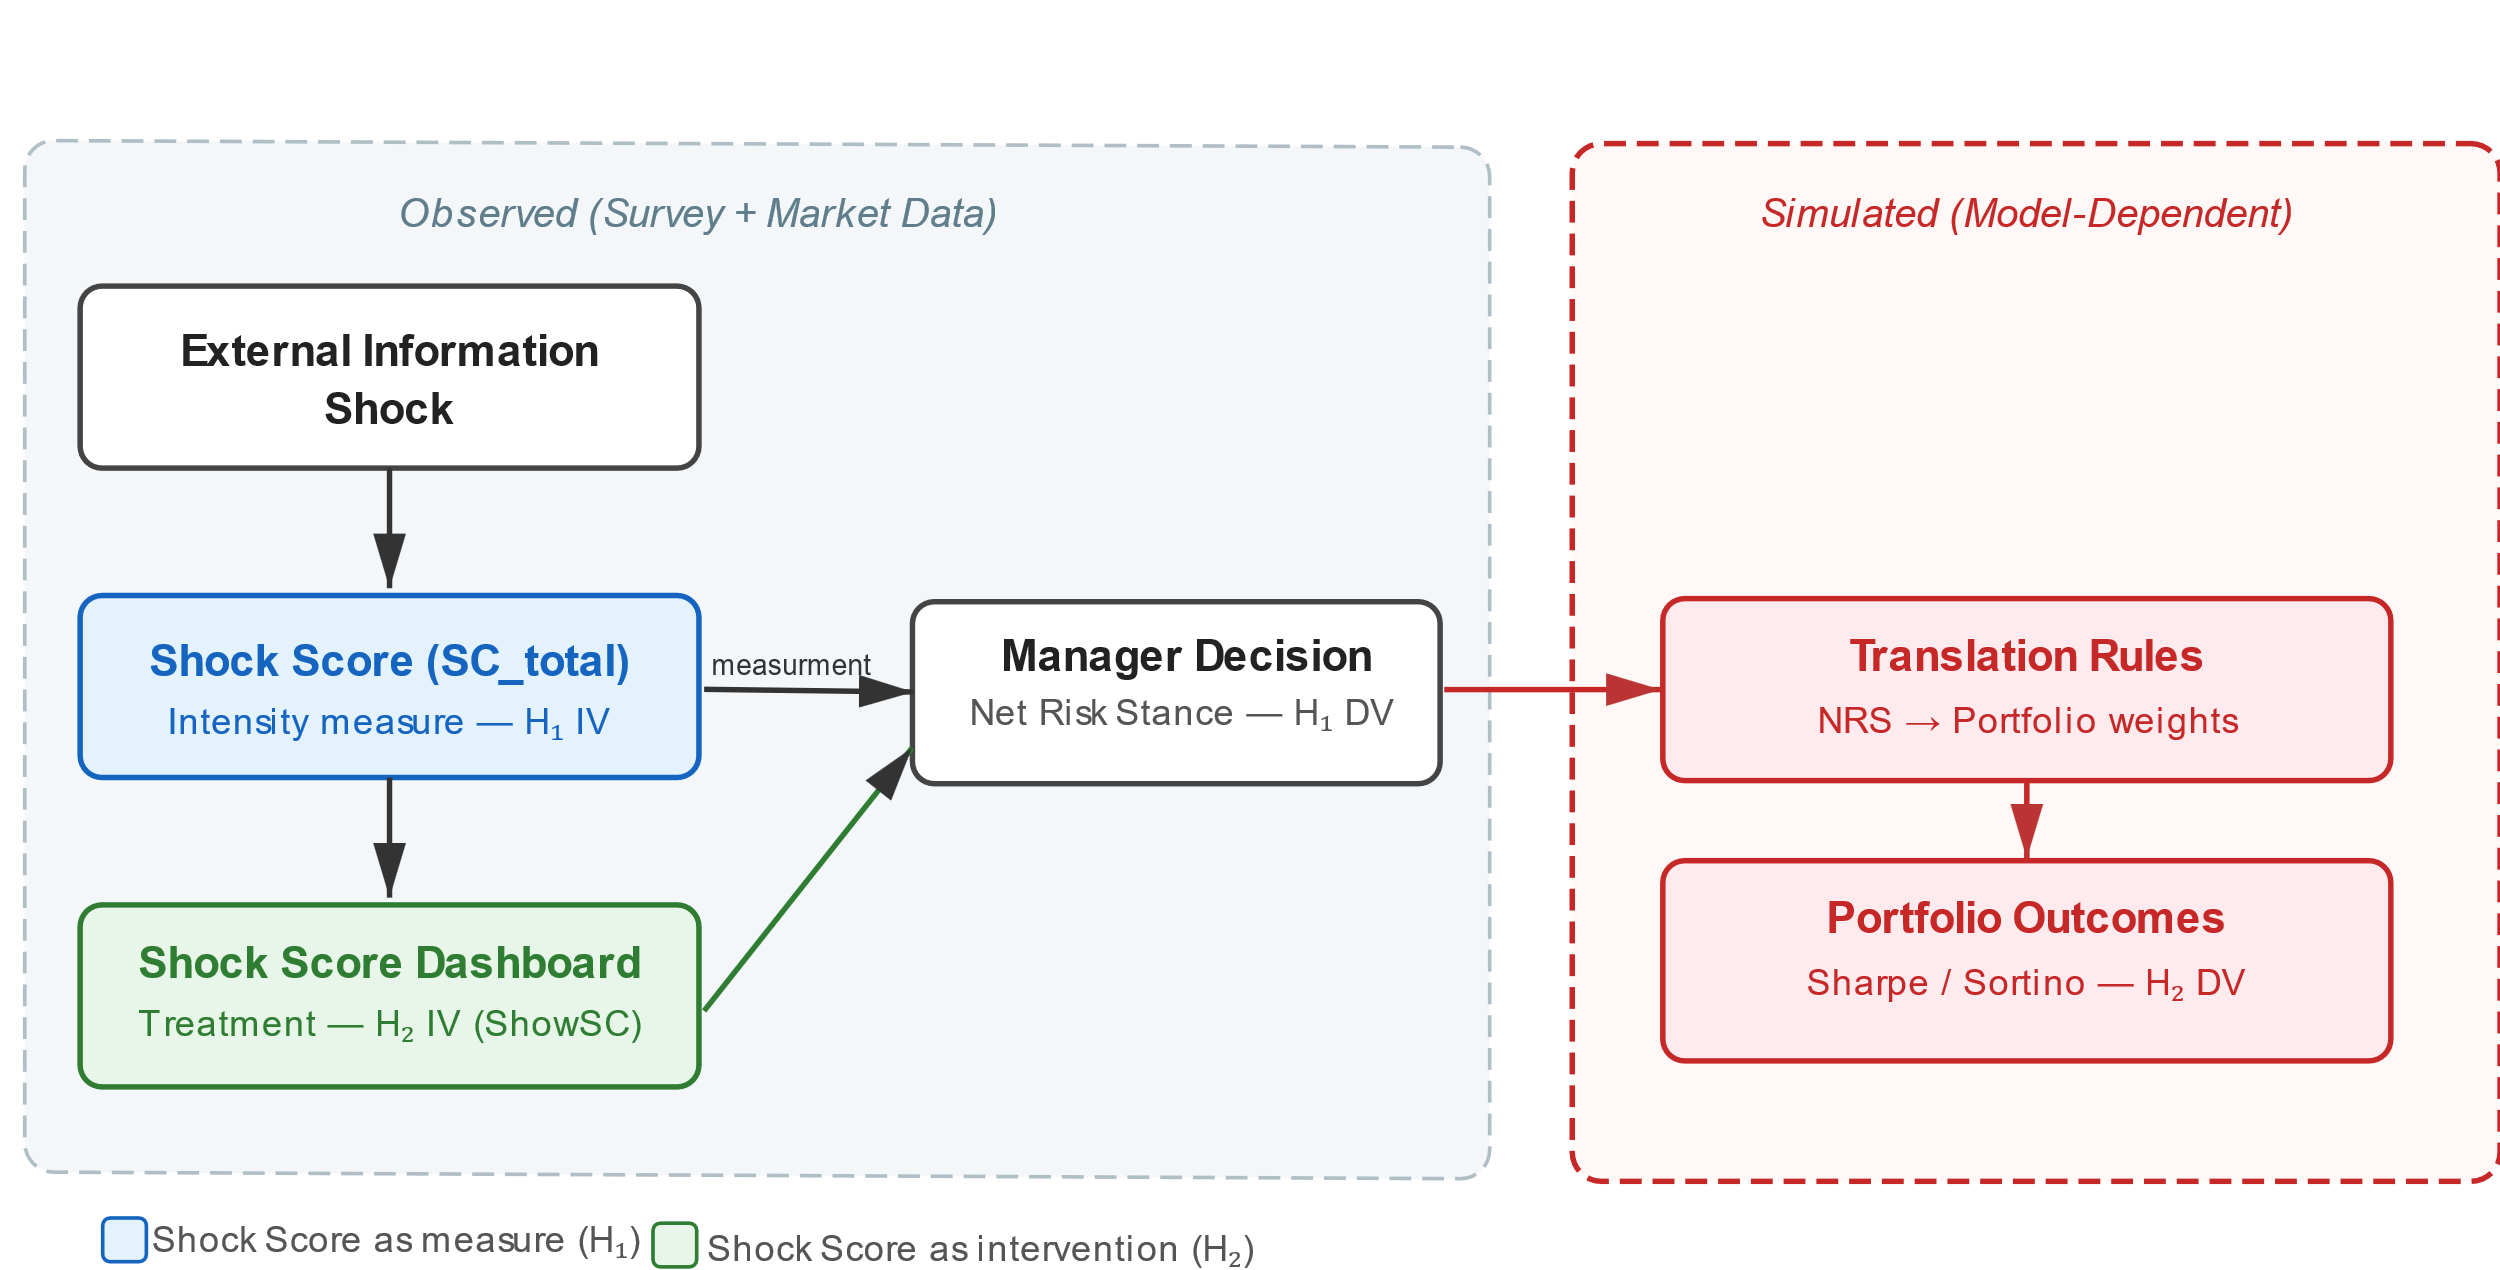 Observed (Survey + Market Data)
Simulated (Model-Dependent)
External Information
Shock
Shock Score (SC_total)
Intensity measure — H₁ IV
measurment
Manager Decision
Net Risk Stance — H₁ DV
Translation Rules
NRS → Portfolio weights
Shock Score Dashboard
Treatment — H₂ IV (ShowSC)
Portfolio Outcomes
Sharpe / Sortino — H₂ DV
Shock Score as measure (H₁)
Shock Score as intervention (H₂)